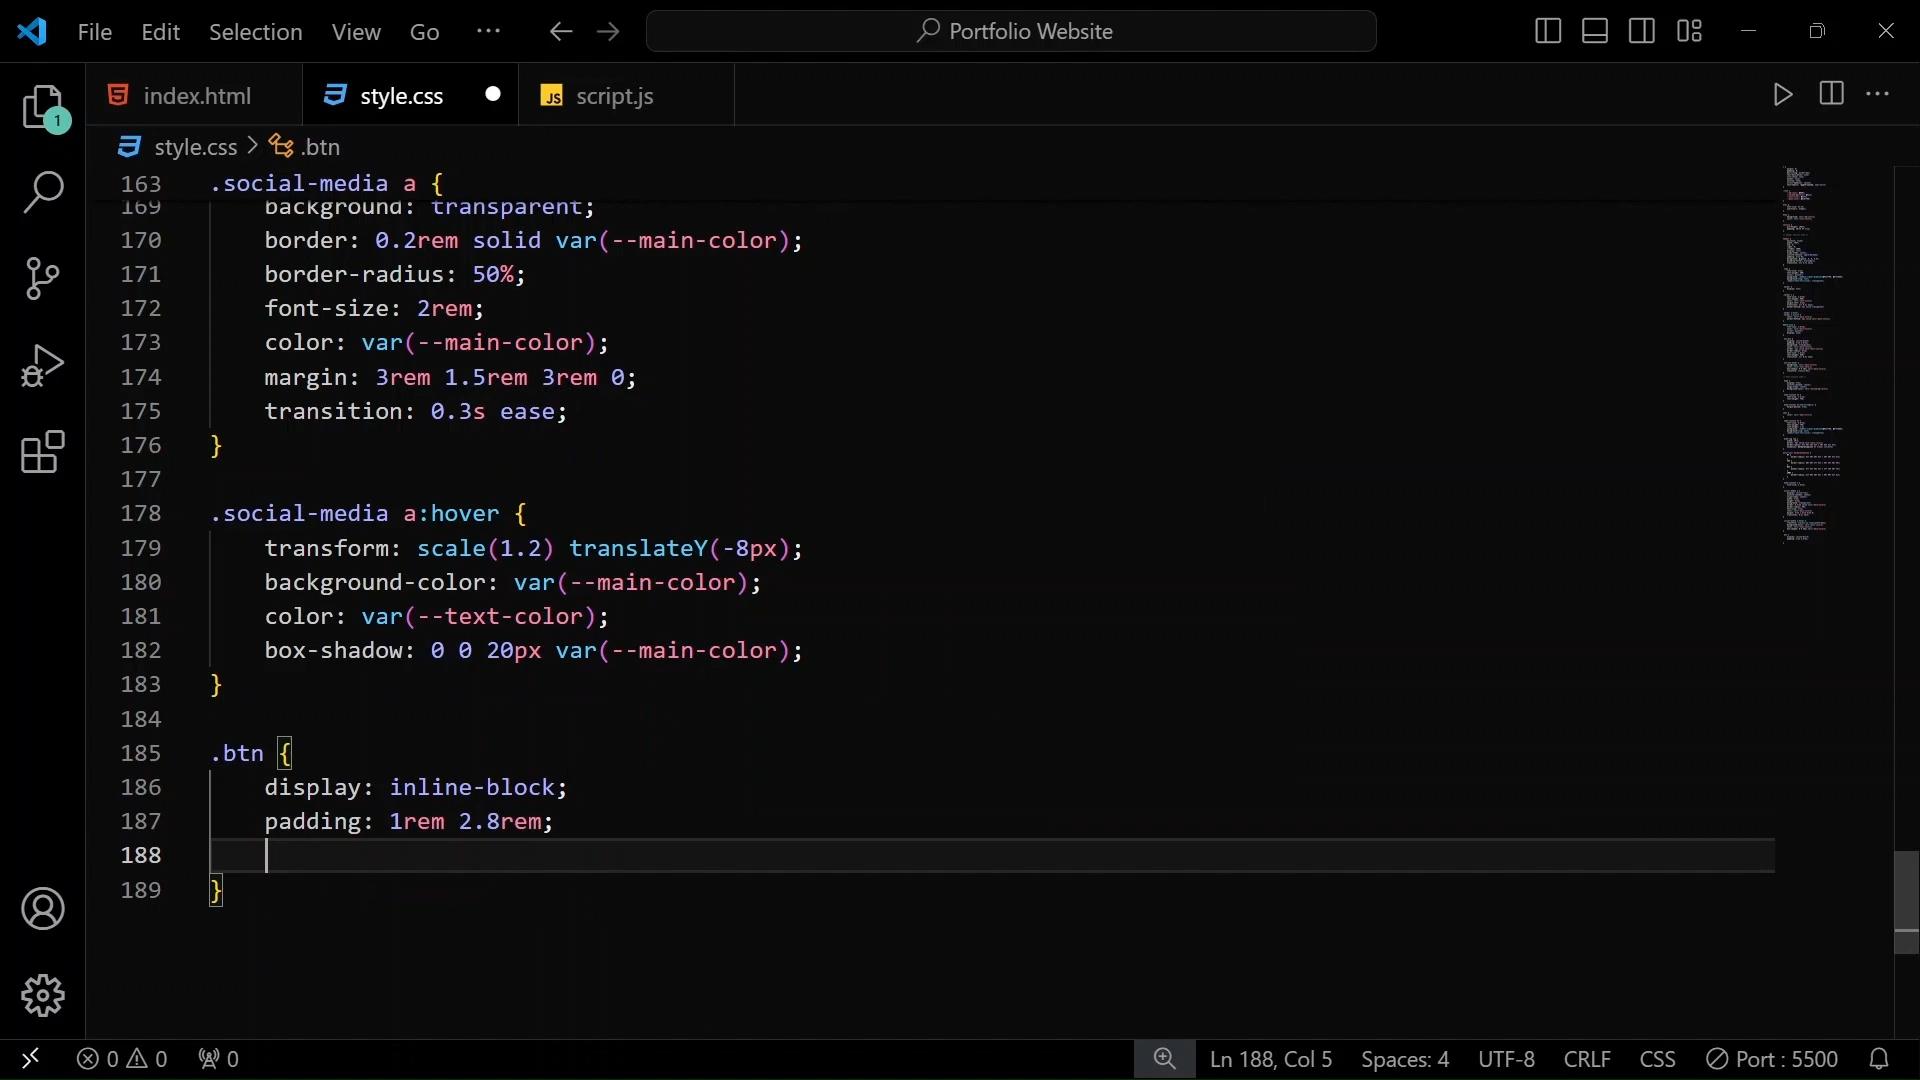 File Edit Selection View Go ··· Portfolio Website
index.html style.css script.js
style.css > .btn
1
163 .social-media a {
169 background: transparent;
170 border: 0.2rem solid var(--main-color);
171 border-radius: 50%;
172 font-size: 2rem;
173 color: var(--main-color);
174 margin: 3rem 1.5rem 3rem 0;
175 transition: 0.3s ease;
176 }
177
178 .social-media a:hover {
179 transform: scale(1.2) translateY(-8px);
180 background-color: var(--main-color);
181 color: var(--text-color);
182 box-shadow: 0 0 20px var(--main-color);
183 }
184
185 .btn {
186 display: inline-block;
187 padding: 1rem 2.8rem;
188
189 }
0 0 0 Ln 188, Col 5 Spaces: 4 UTF-8 CRLF CSS Port : 5500